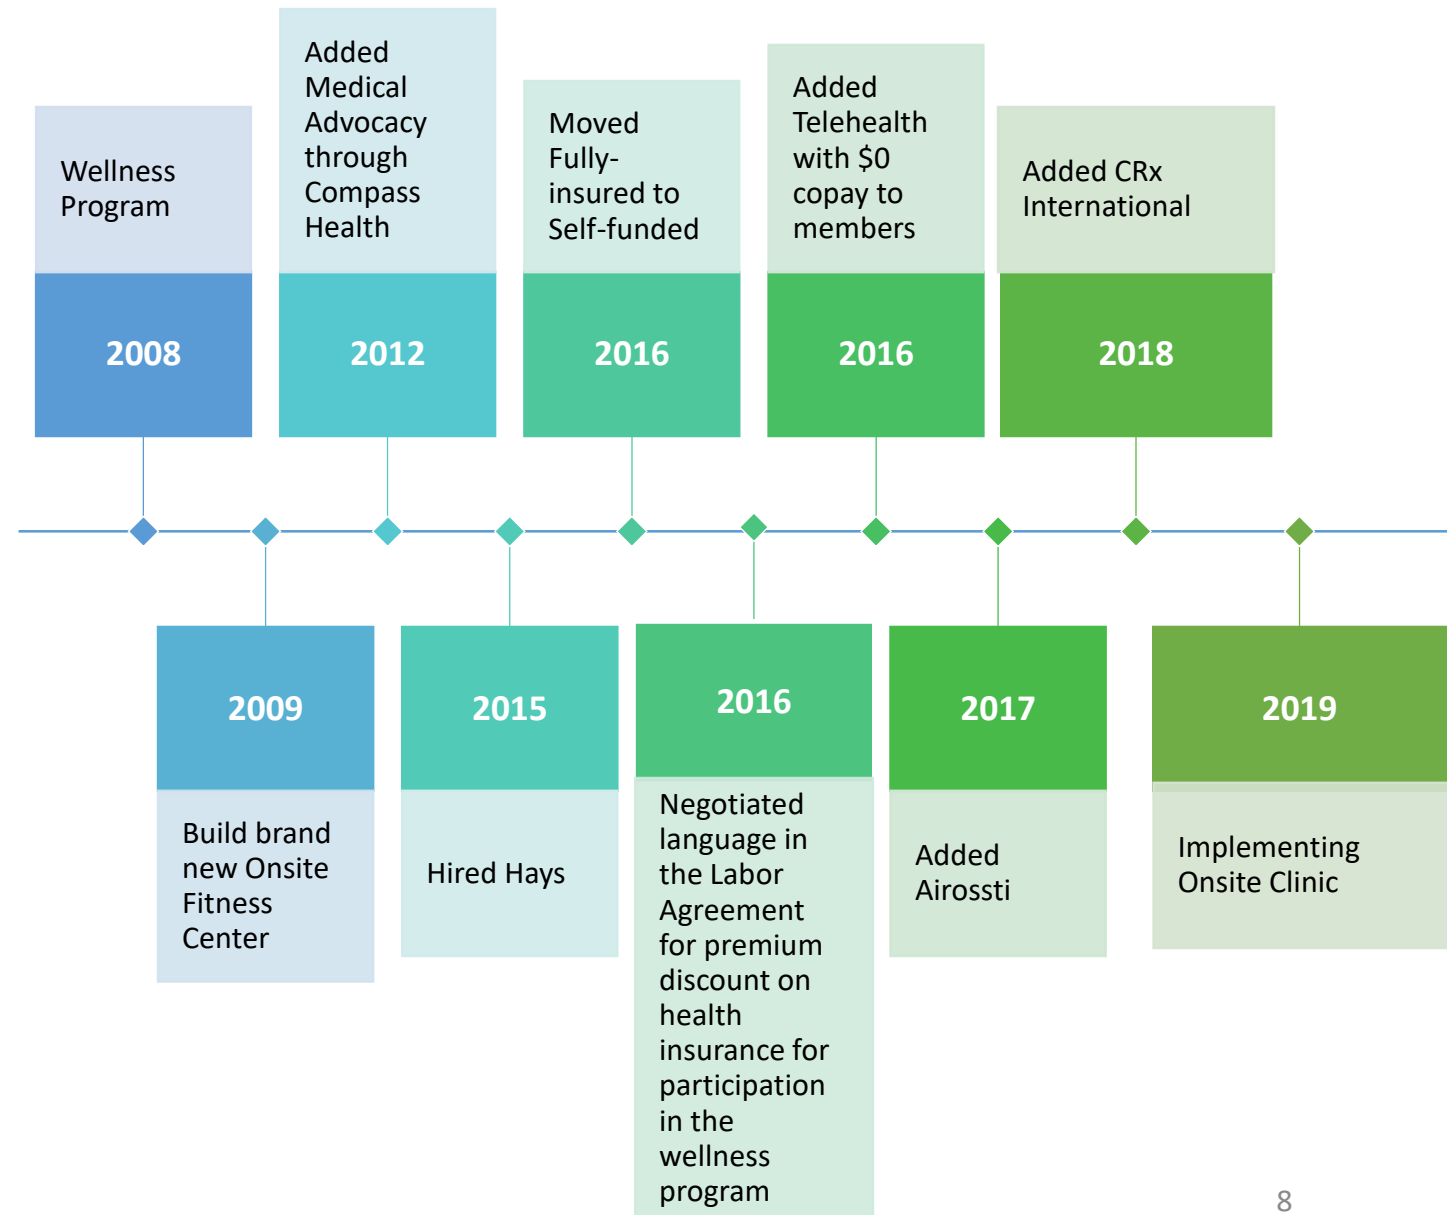 Wellness
Program
2008
Added
Medical
Advocacy
through
Compass
Health
2012
Moved
Fully-
insured to
Self-funded
2016
Added
Telehealth
with $0
copay to
members
2016
Added CRx
International
2018
2009
Build brand
new Onsite
Fitness
Center
2015
Hired Hays
2016
Negotiated
language in
the Labor
Agreement
for premium
discount on
health
insurance for
participation
in the
wellness
program
2017
Added
Airossti
2019
Implementing
Onsite Clinic
8